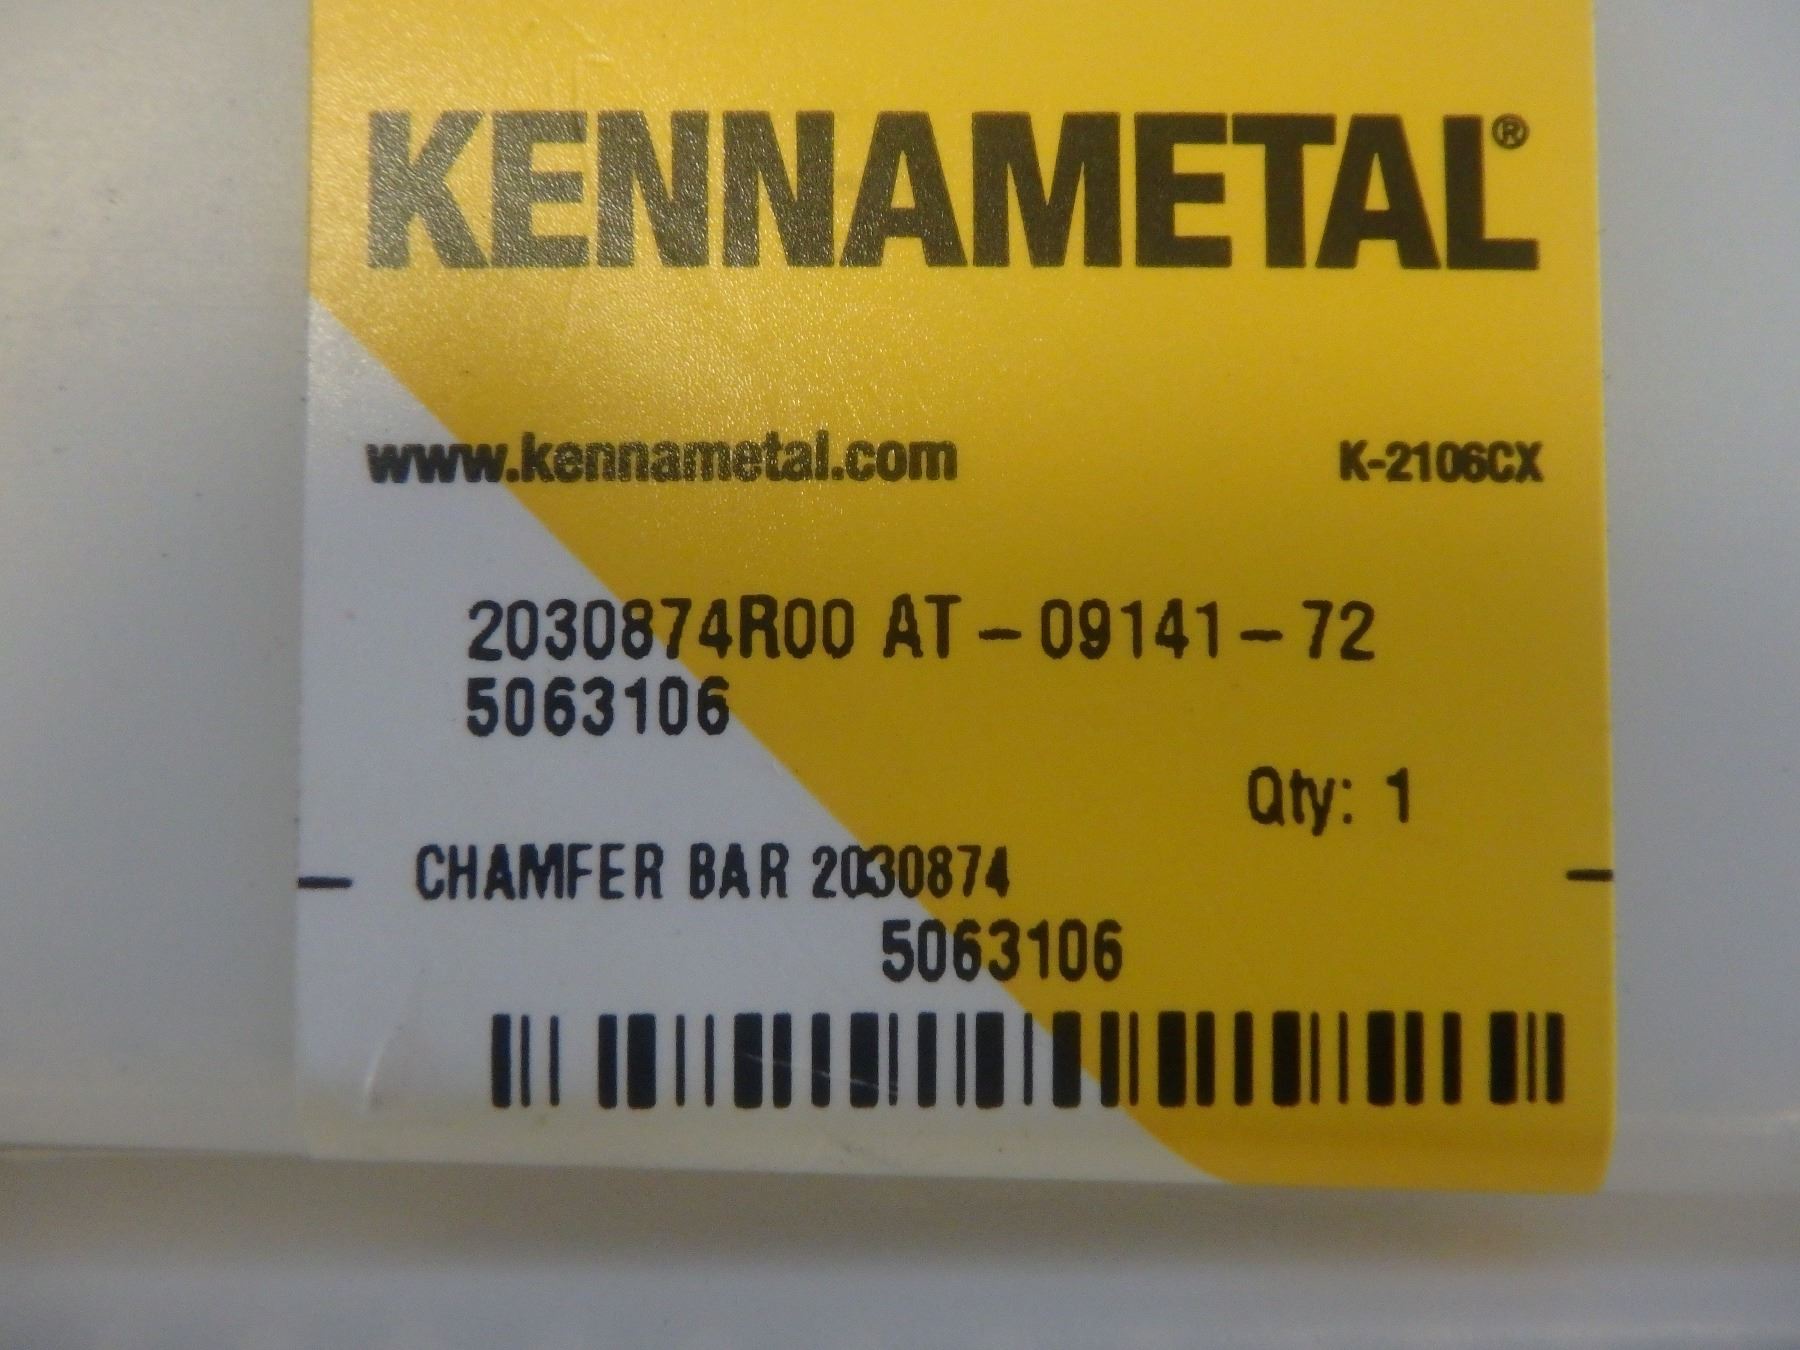 KENNAMETAL®
www.kennametal.com K-2106CX
2030874R00 AT-09141-72
5063106
Qty: 1
CHAMFER BAR 2030874
5063106